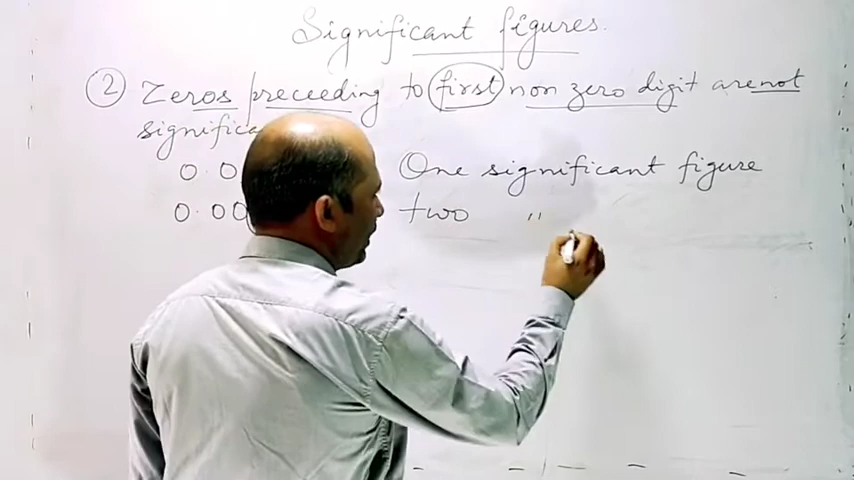 Significant figures.
② Zeros preceeding to first non zero digit are not
significa
0.0 One significant figure
0.00 two "